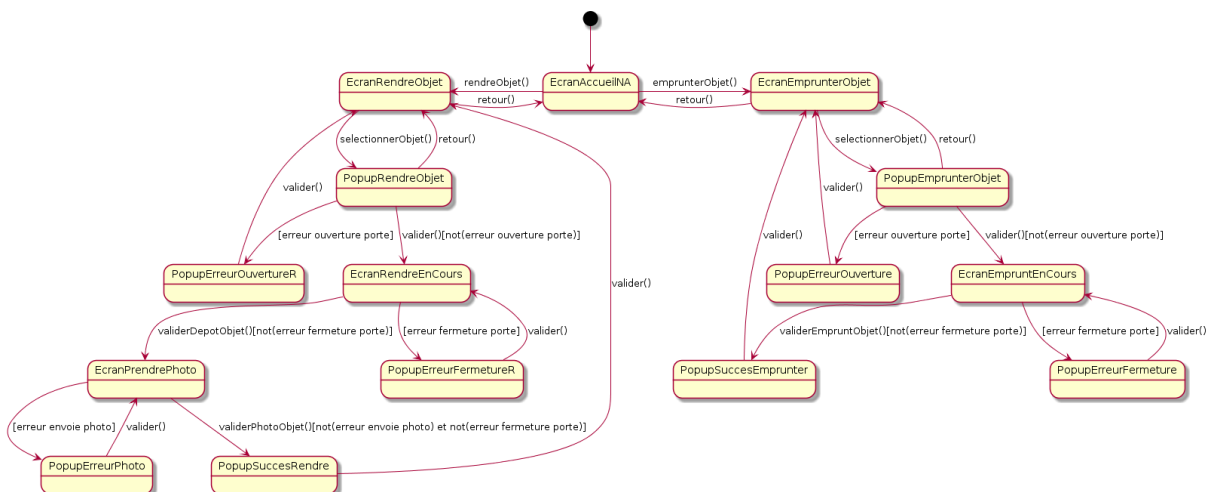 EcranRendreObjet
rendreObjet()
EcranAccueilNA
emprunterObjet()
EcranEmprunterObjet
retour()
retour()
selectionnerObjet()
retour()
selectionnerObjet()
retour()
valider()
PopupRendreObjet
valider()
PopupEmprunterObjet
valider()
[erreur ouverture porte]
valider()[not(erreur ouverture porte)]
[erreur ouverture porte]
valider()[not(erreur ouverture porte)]
PopupErreurOuvertureR
EcranRendreEnCours
valider()
PopupErreurOuverture
EcranEmpruntEnCours
validerDepotObjet()[not(erreur fermeture porte)]
[erreur fermeture porte]
valider()
validerEmpruntObjet()[not(erreur fermeture porte)]
[erreur fermeture porte]
valider()
EcranPrendrePhoto
PopupErreurFermetureR
PopupSuccesEmprunter
PopupErreurFermeture
[erreur envoie photo]
valider()
validerPhotoObjet()[not(erreur envoie photo) et not(erreur fermeture porte)]
PopupErreurPhoto
PopupSuccesRendre